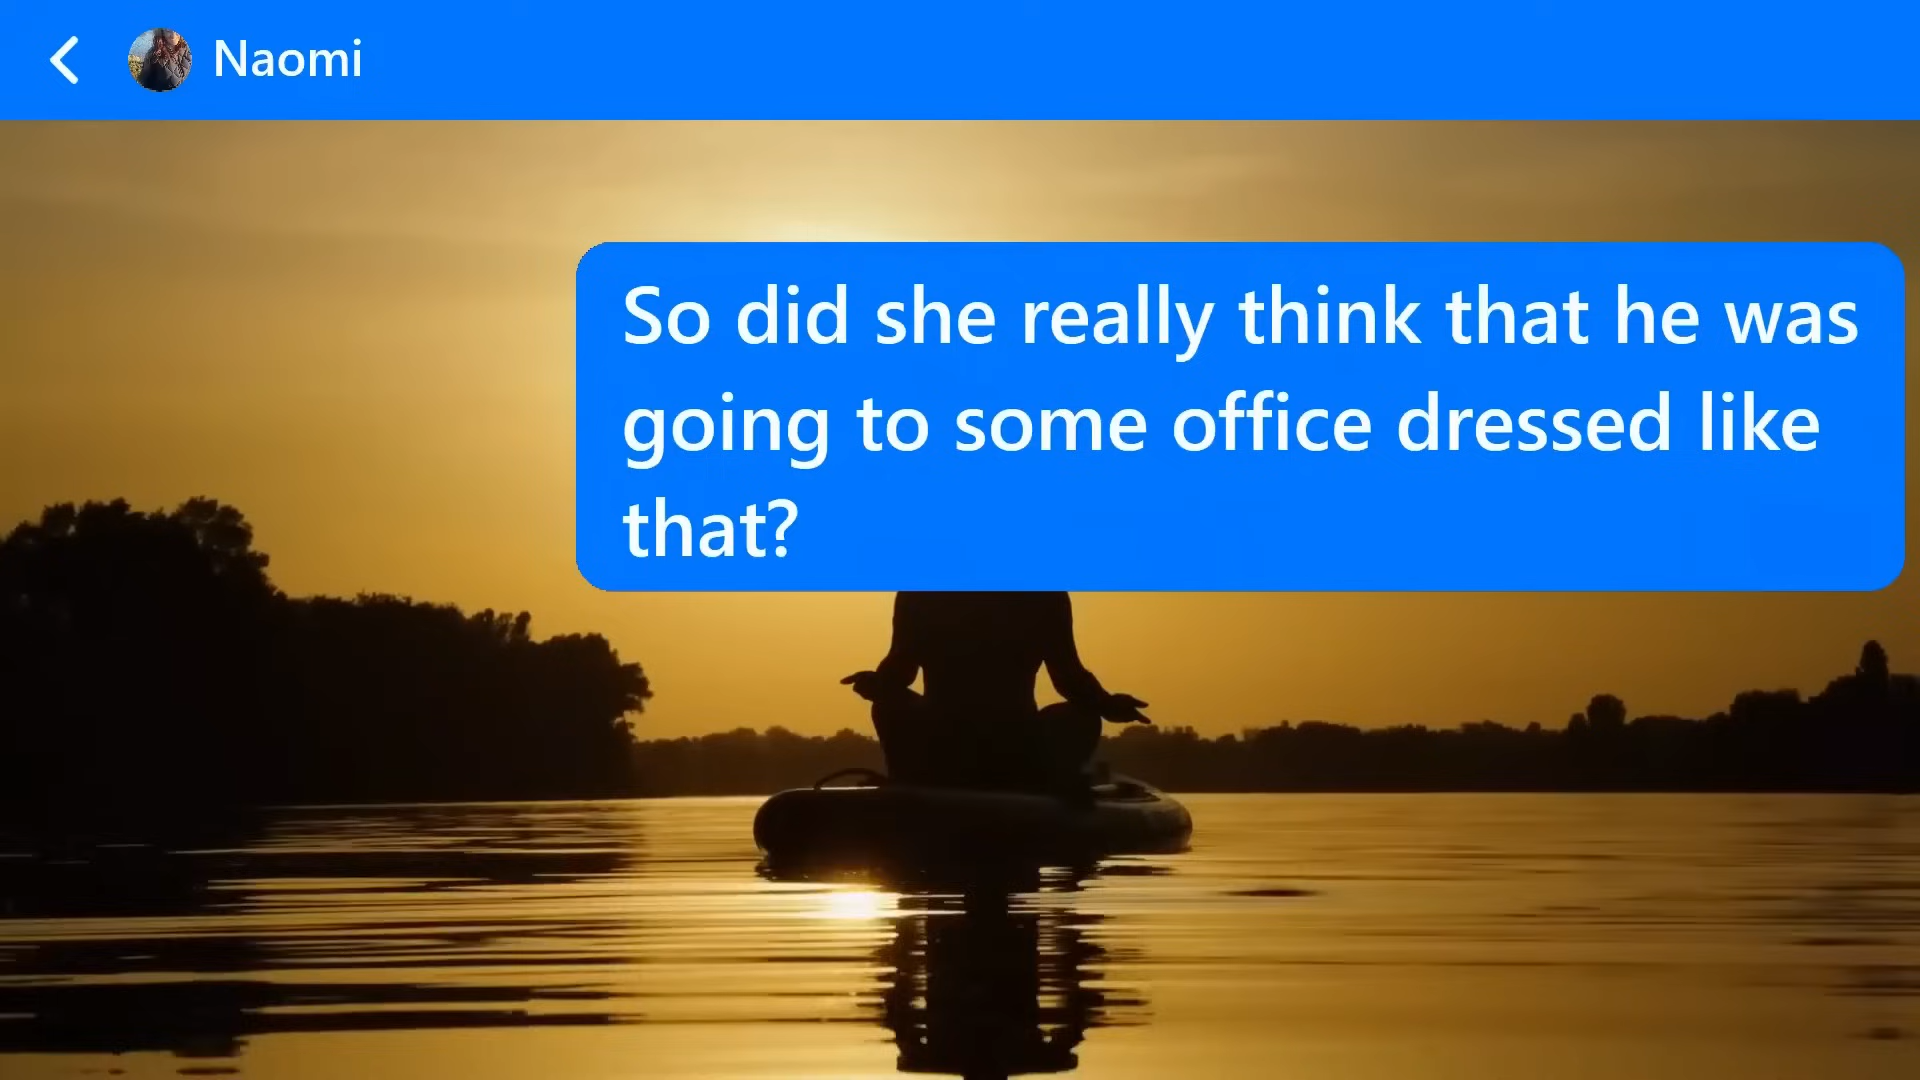 Naomi
So did she really think that he was
going to some office dressed like
that?